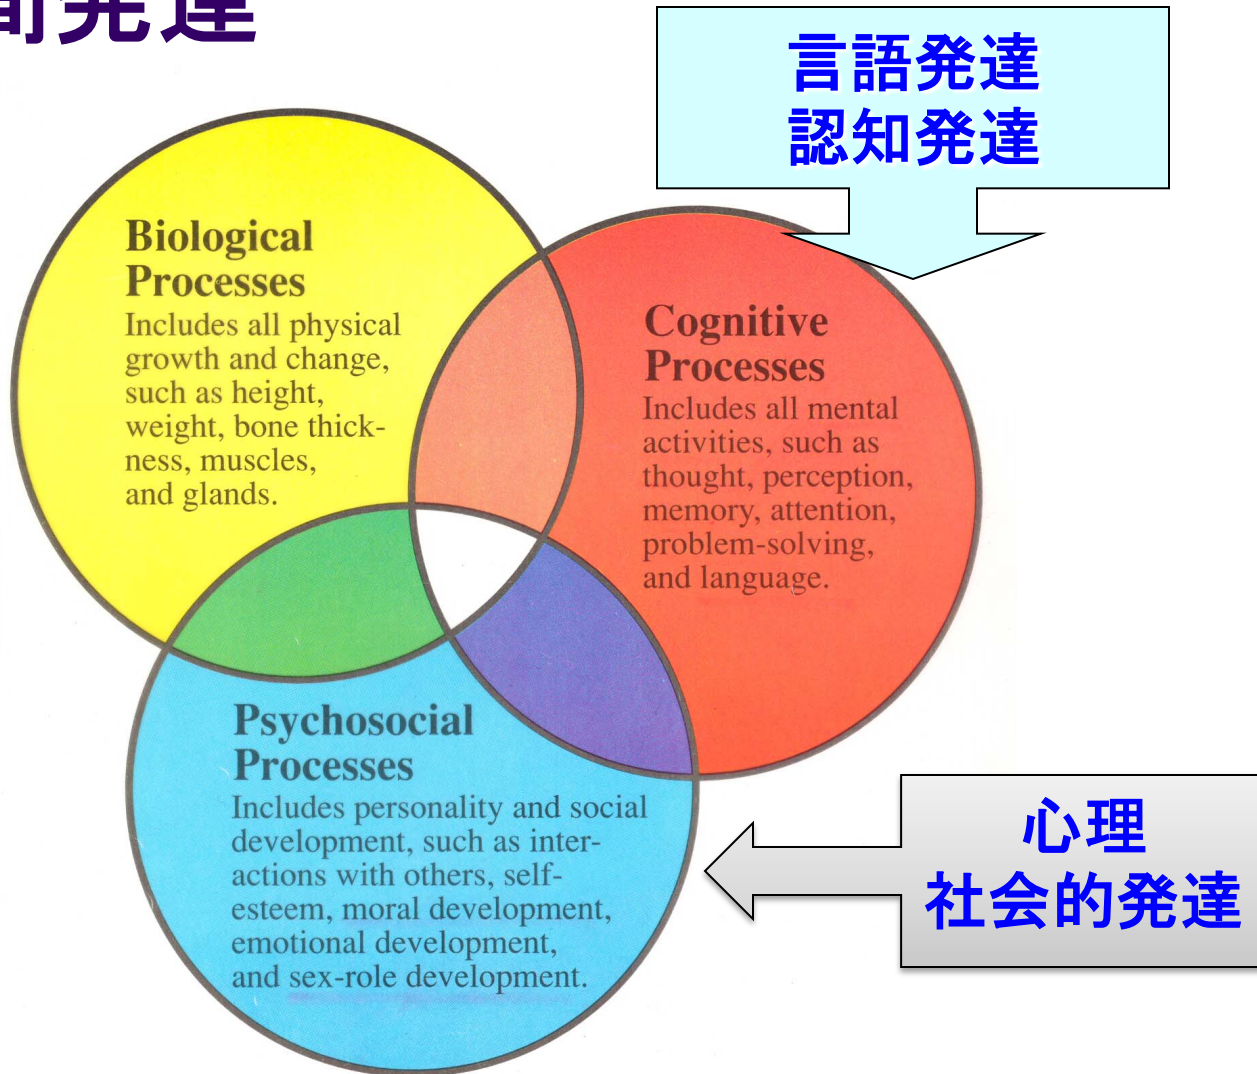 間発達
言語発達
認知発達
Biological
Processes
Includes all physical
growth and change,
such as height,
weight, bone thick-
ness, muscles,
and glands.
Cognitive
Processes
Includes all mental
activities, such as
thought, perception,
memory, attention,
problem-solving,
and language.
Psychosocial
Processes
Includes personality and social
development, such as inter-
actions with others, self-
esteem, moral development,
emotional development,
and sex-role development.
心理
社会的発達